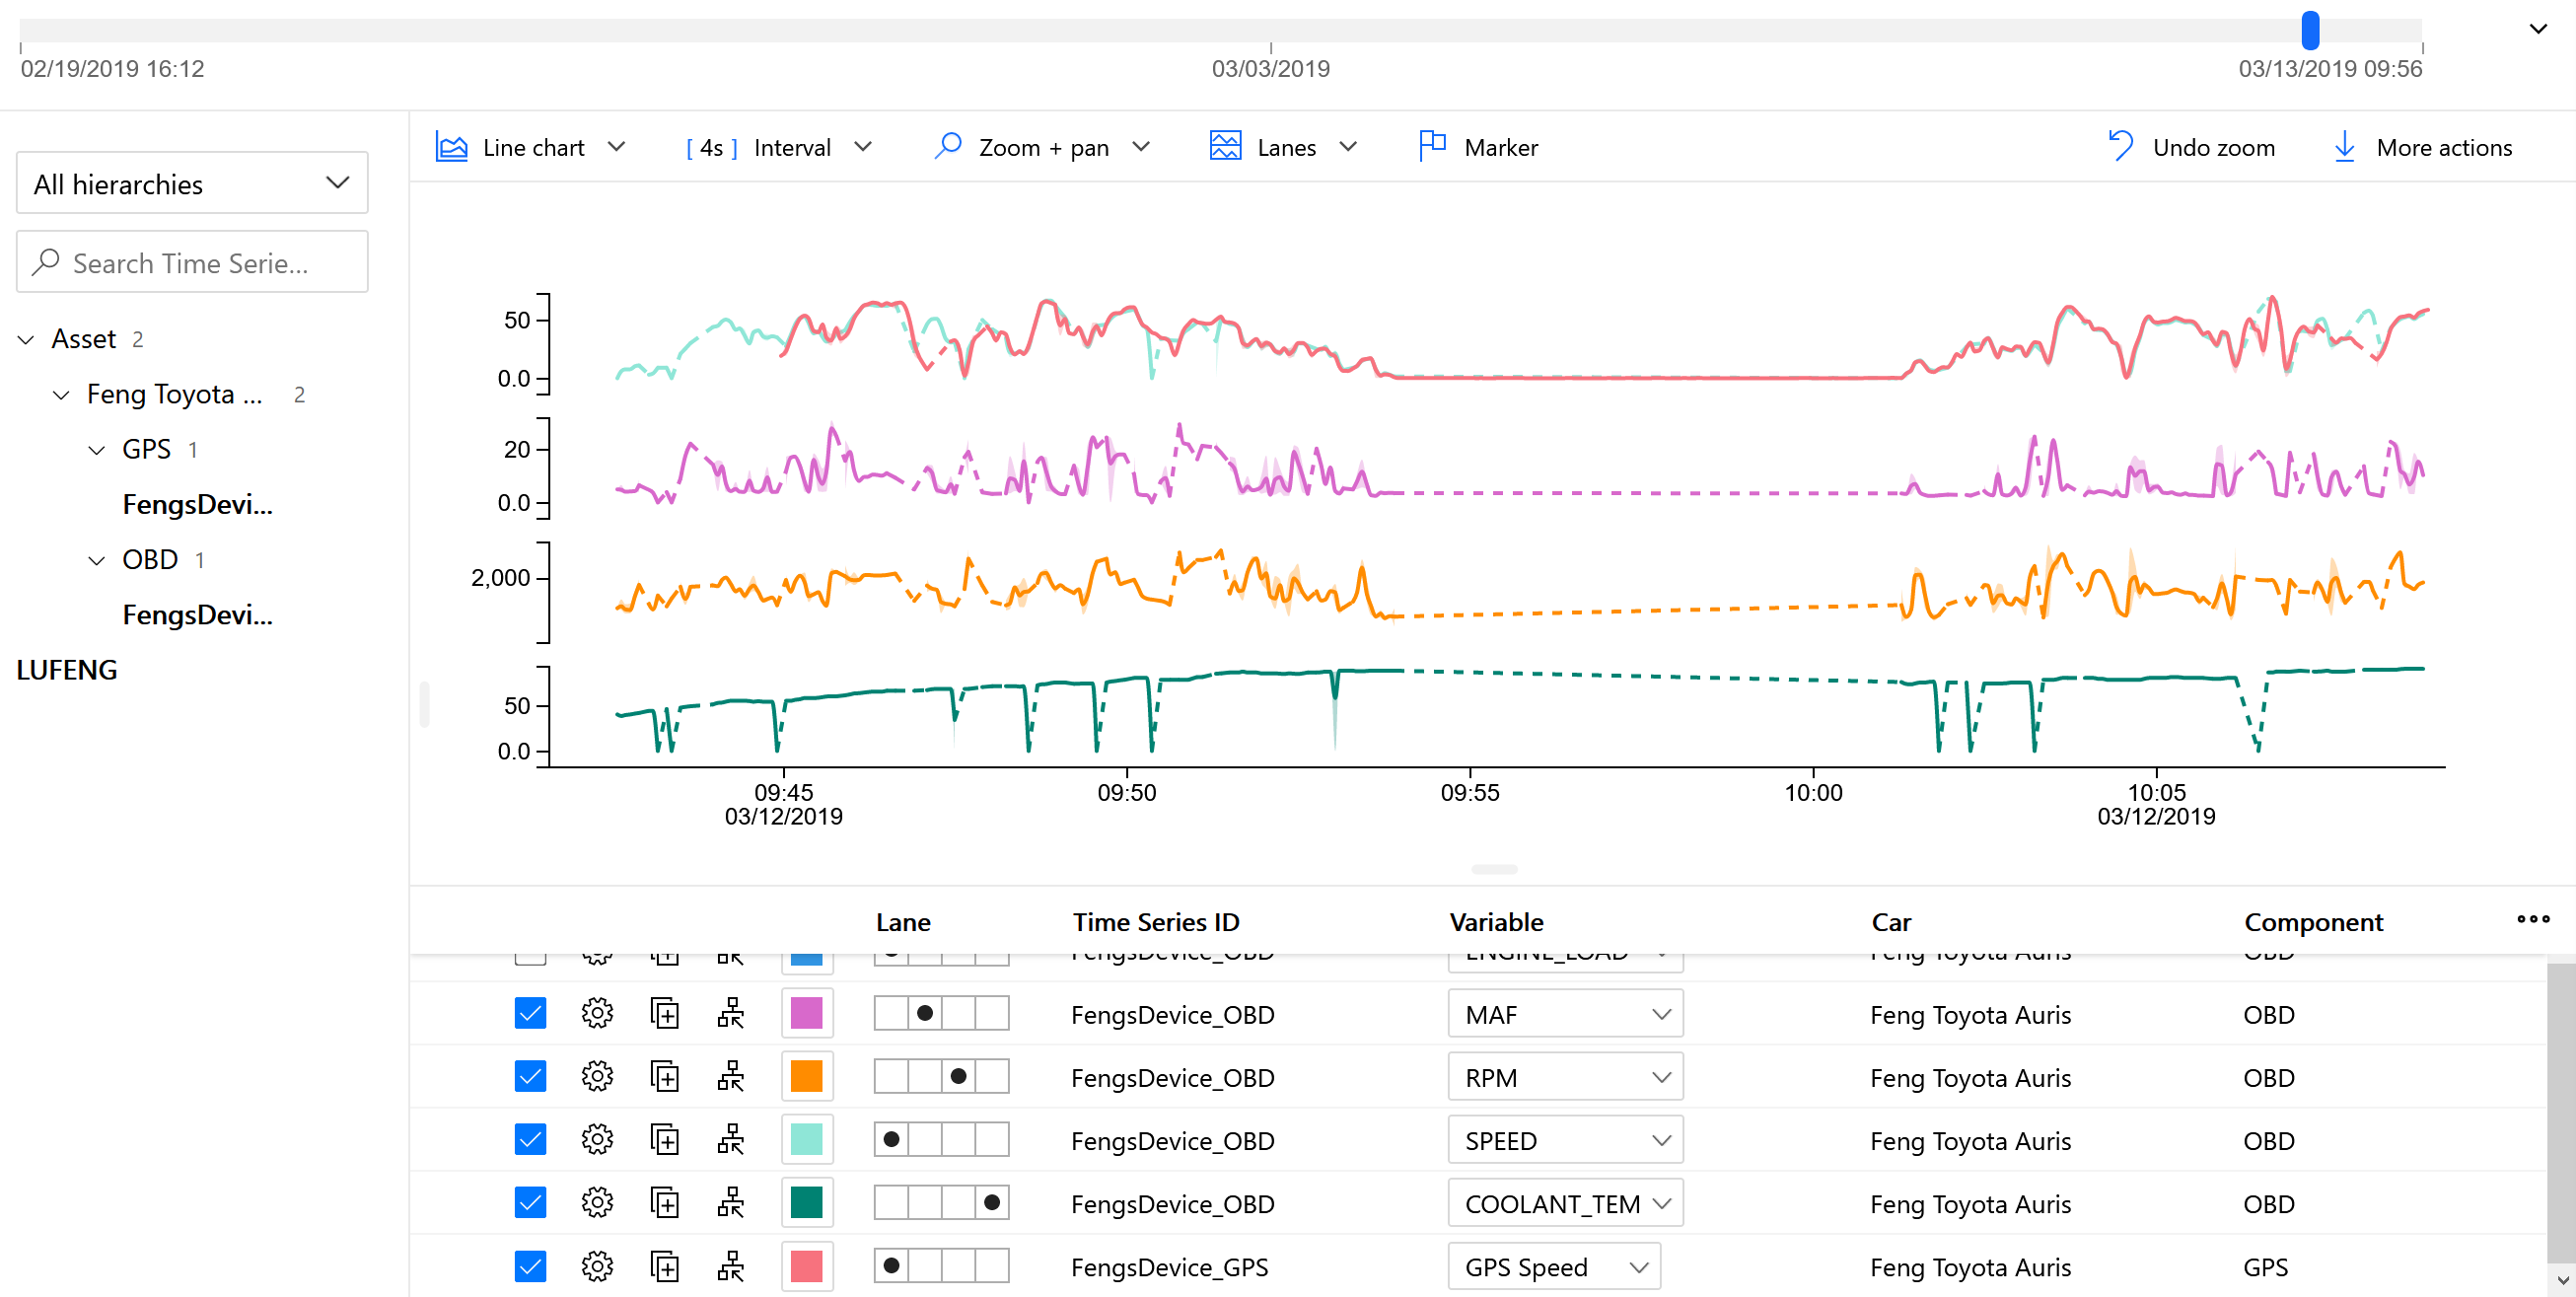 02/19/2019 16:12
03/03/2019
03/13/2019 09:56
All hierarchies
Search Time Serie...
Asset 2
Feng Toyota ... 2
GPS 1
FengsDevi...
OBD 1
FengsDevi...
LUFENG
Line chart
[ 4s ] Interval
Zoom + pan
Lanes
Marker
Undo zoom
More actions
50
0.0
20
0.0
2,000
50
0.0
09:45
03/12/2019
09:50
09:55
10:00
10:05
03/12/2019
Lane Time Series ID Variable Car Component
FengsDevice_OBD ENGINE_LOAD Feng Toyota Auris OBD
FengsDevice_OBD MAF Feng Toyota Auris OBD
FengsDevice_OBD RPM Feng Toyota Auris OBD
FengsDevice_OBD SPEED Feng Toyota Auris OBD
FengsDevice_OBD COOLANT_TEM Feng Toyota Auris OBD
FengsDevice_GPS GPS Speed Feng Toyota Auris GPS